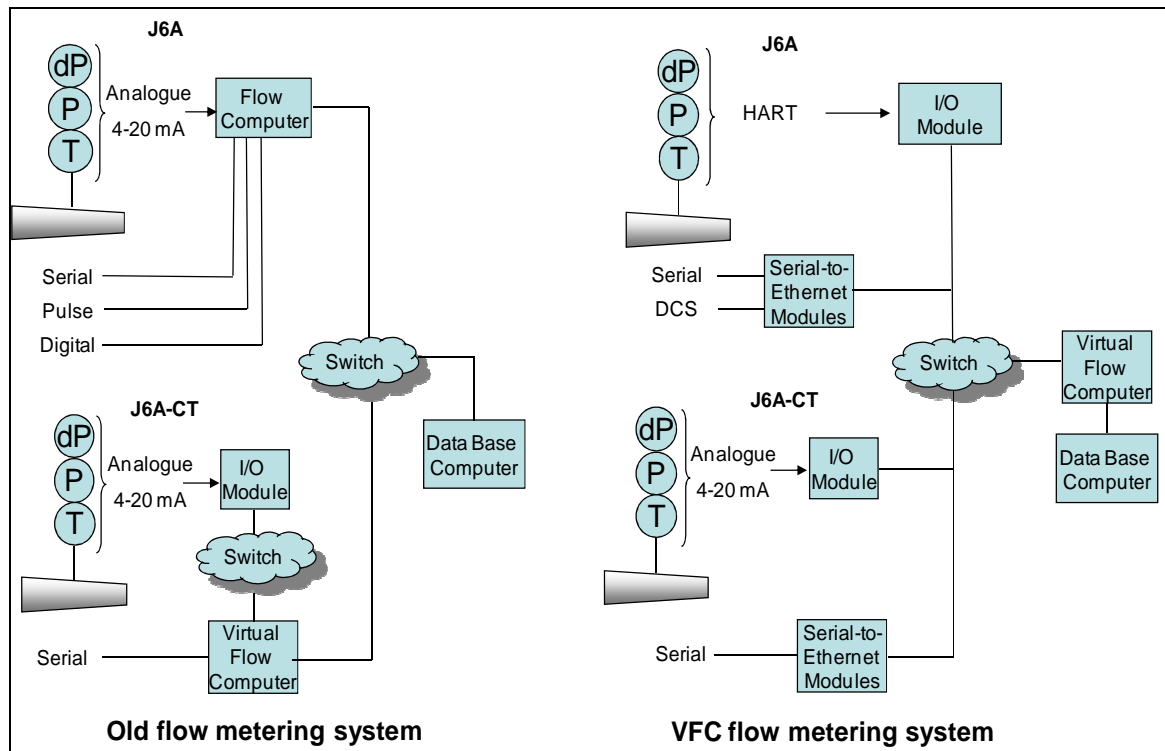 J6A
dP
P
T
Analogue
4-20 mA
Flow
Computer
Serial
Pulse
Digital
Switch
Data Base
Computer
J6A-CT
dP
P
T
Analogue
4-20 mA
I/O
Module
Switch
Serial
Virtual
Flow
Computer
Old flow metering system
J6A
dP
P
T
HART
I/O
Module
Serial
DCS
Serial-to-
Ethernet
Modules
Switch
Virtual
Flow
Computer
Data Base
Computer
J6A-CT
dP
P
T
Analogue
4-20 mA
I/O
Module
Serial
Serial-to-
Ethernet
Modules
VFC flow metering system